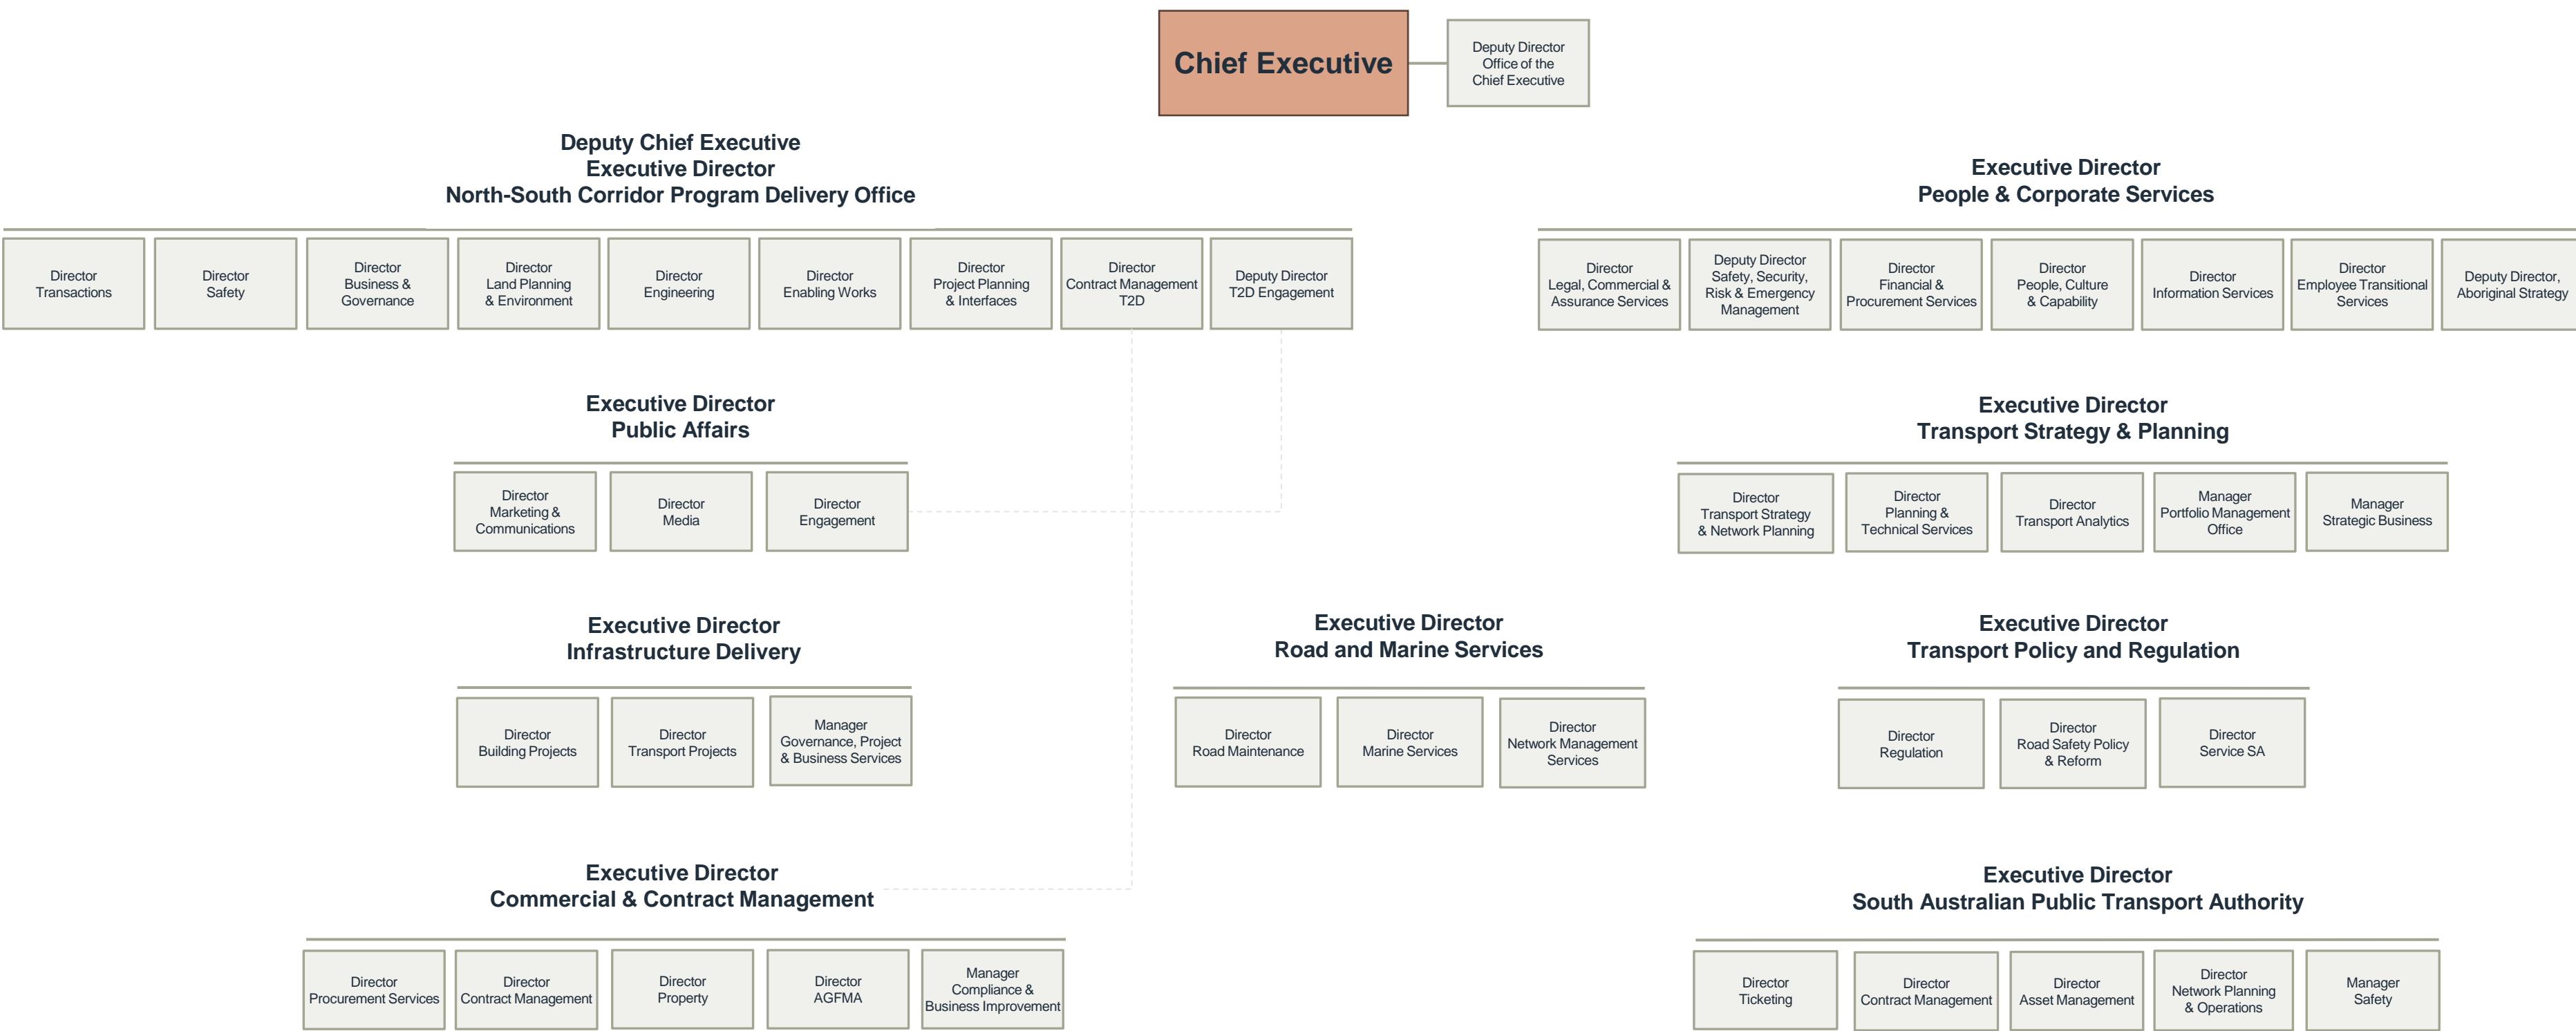 Chief Executive
Deputy Director
Office of the
Chief Executive
Deputy Chief Executive
Executive Director
North-South Corridor Program Delivery Office
Director
Transactions
Director
Safety
Director
Business &
Governance
Director
Land Planning
& Environment
Director
Engineering
Director
Enabling Works
Director
Project Planning
& Interfaces
Director
Contract Management
T2D
Deputy Director
T2D Engagement
Executive Director
People & Corporate Services
Director
Legal, Commercial &
Assurance Services
Deputy Director
Safety, Security,
Risk & Emergency
Management
Director
Financial &
Procurement Services
Director
People, Culture
& Capability
Director
Information Services
Director
Employee Transitional
Services
Deputy Director,
Aboriginal Strategy
Executive Director
Public Affairs
Director
Marketing &
Communications
Director
Media
Director
Engagement
Executive Director
Transport Strategy & Planning
Director
Transport Strategy
& Network Planning
Director
Planning &
Technical Services
Director
Transport Analytics
Manager
Portfolio Management
Office
Manager
Strategic Business
Executive Director
Infrastructure Delivery
Director
Building Projects
Director
Transport Projects
Manager
Governance, Project
& Business Services
Executive Director
Road and Marine Services
Director
Road Maintenance
Director
Marine Services
Director
Network Management
Services
Executive Director
Transport Policy and Regulation
Director
Regulation
Director
Road Safety Policy
& Reform
Director
Service SA
Executive Director
Commercial & Contract Management
Director
Procurement Services
Director
Contract Management
Director
Property
Director
AGFMA
Manager
Compliance &
Business Improvement
Executive Director
South Australian Public Transport Authority
Director
Ticketing
Director
Contract Management
Director
Asset Management
Director
Network Planning
& Operations
Manager
Safety